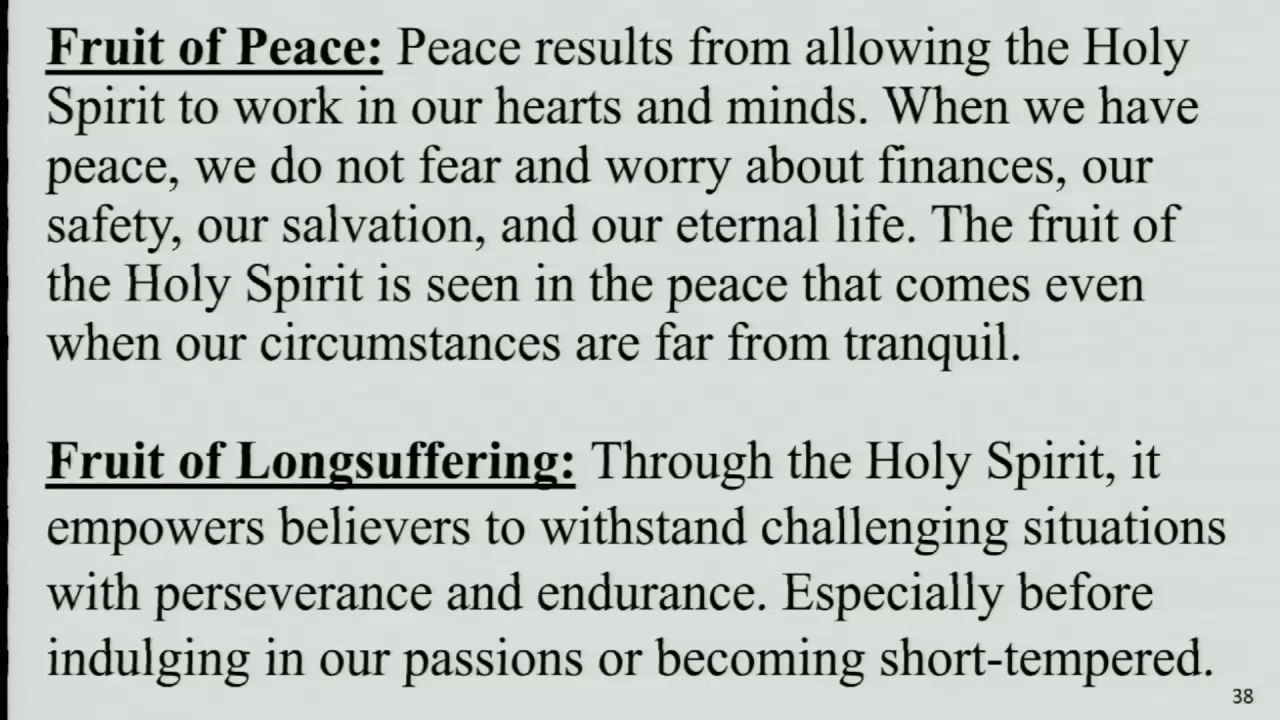 Fruit of Peace: Peace results from allowing the Holy
Spirit to work in our hearts and minds. When we have
peace, we do not fear and worry about finances, our
safety, our salvation, and our eternal life. The fruit of
the Holy Spirit is seen in the peace that comes even
when our circumstances are far from tranquil.
Fruit of Longsuffering: Through the Holy Spirit, it
empowers believers to withstand challenging situations
with perseverance and endurance. Especially before
indulging in our passions or becoming short-tempered.
38